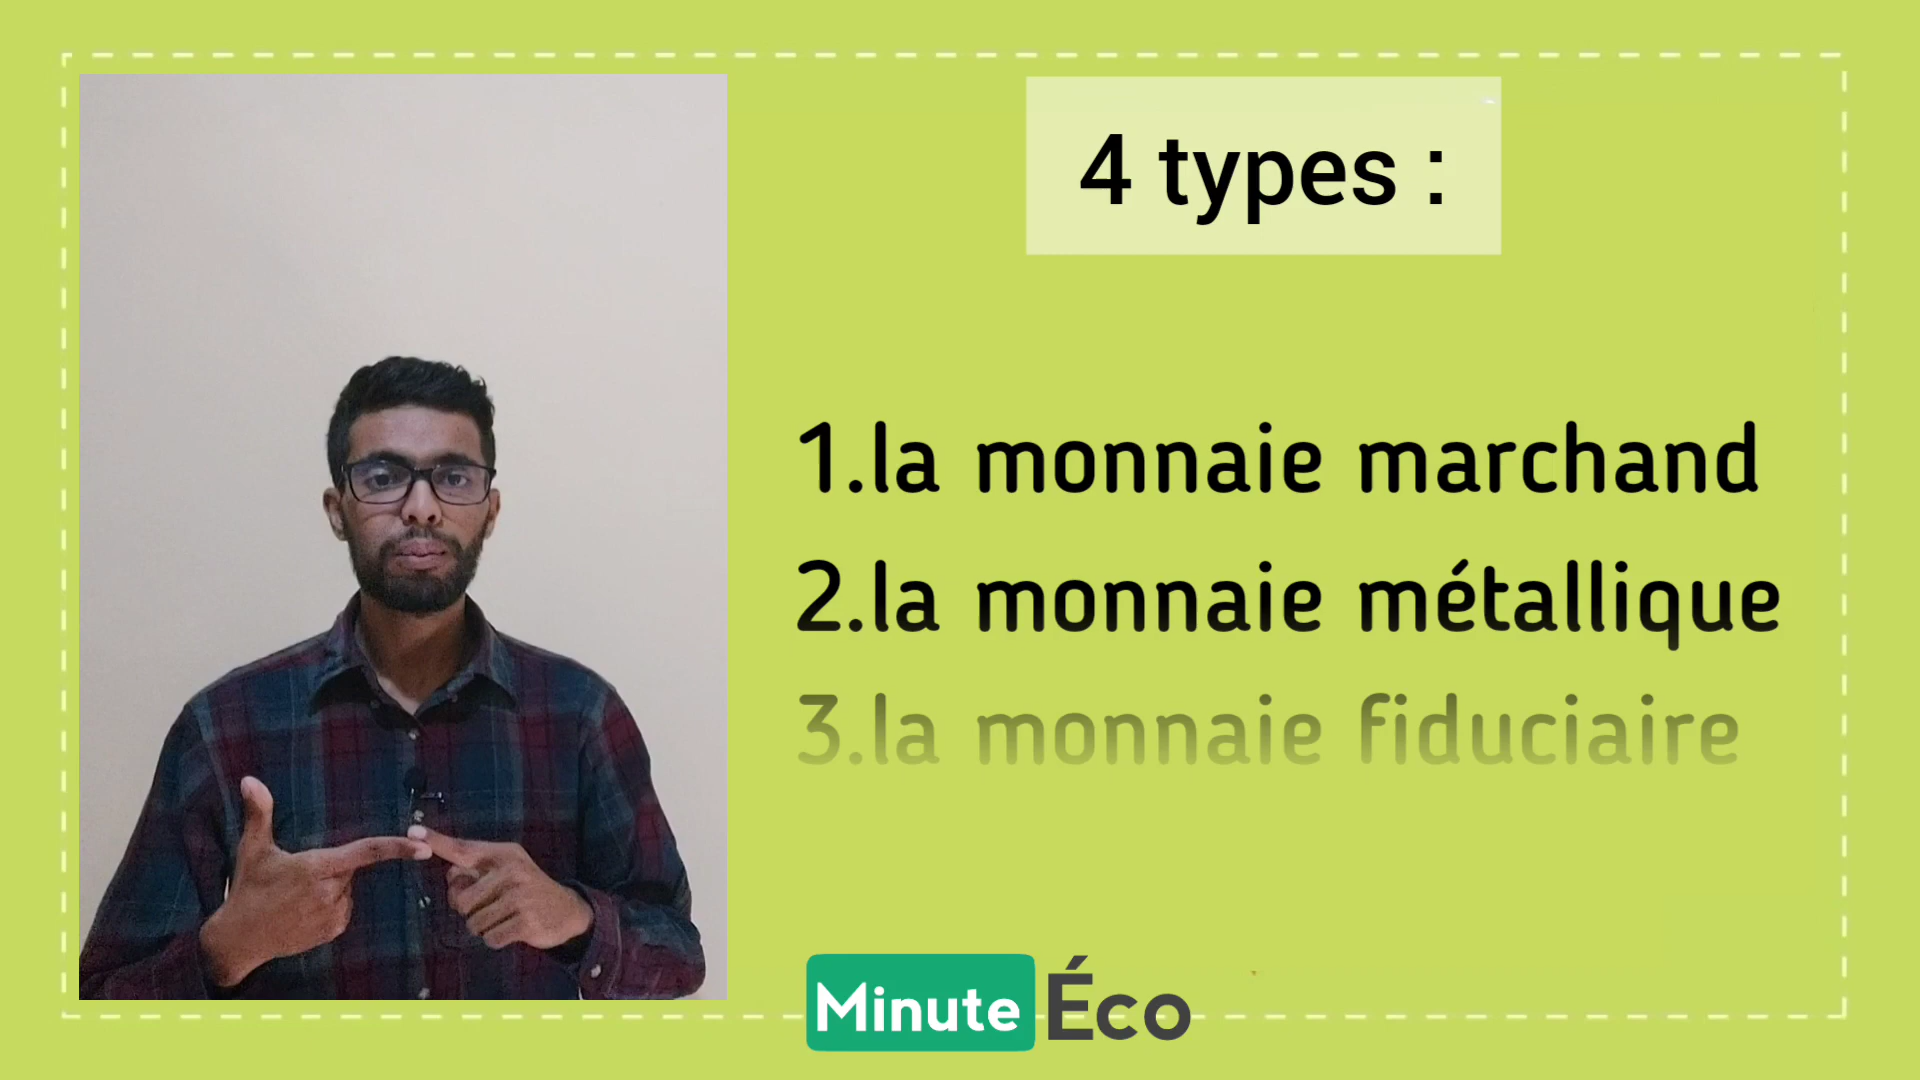 4 types :
1.la monnaie marchand
2.la monnaie métallique
3.la monnaie fiduciaire
Minute Éco